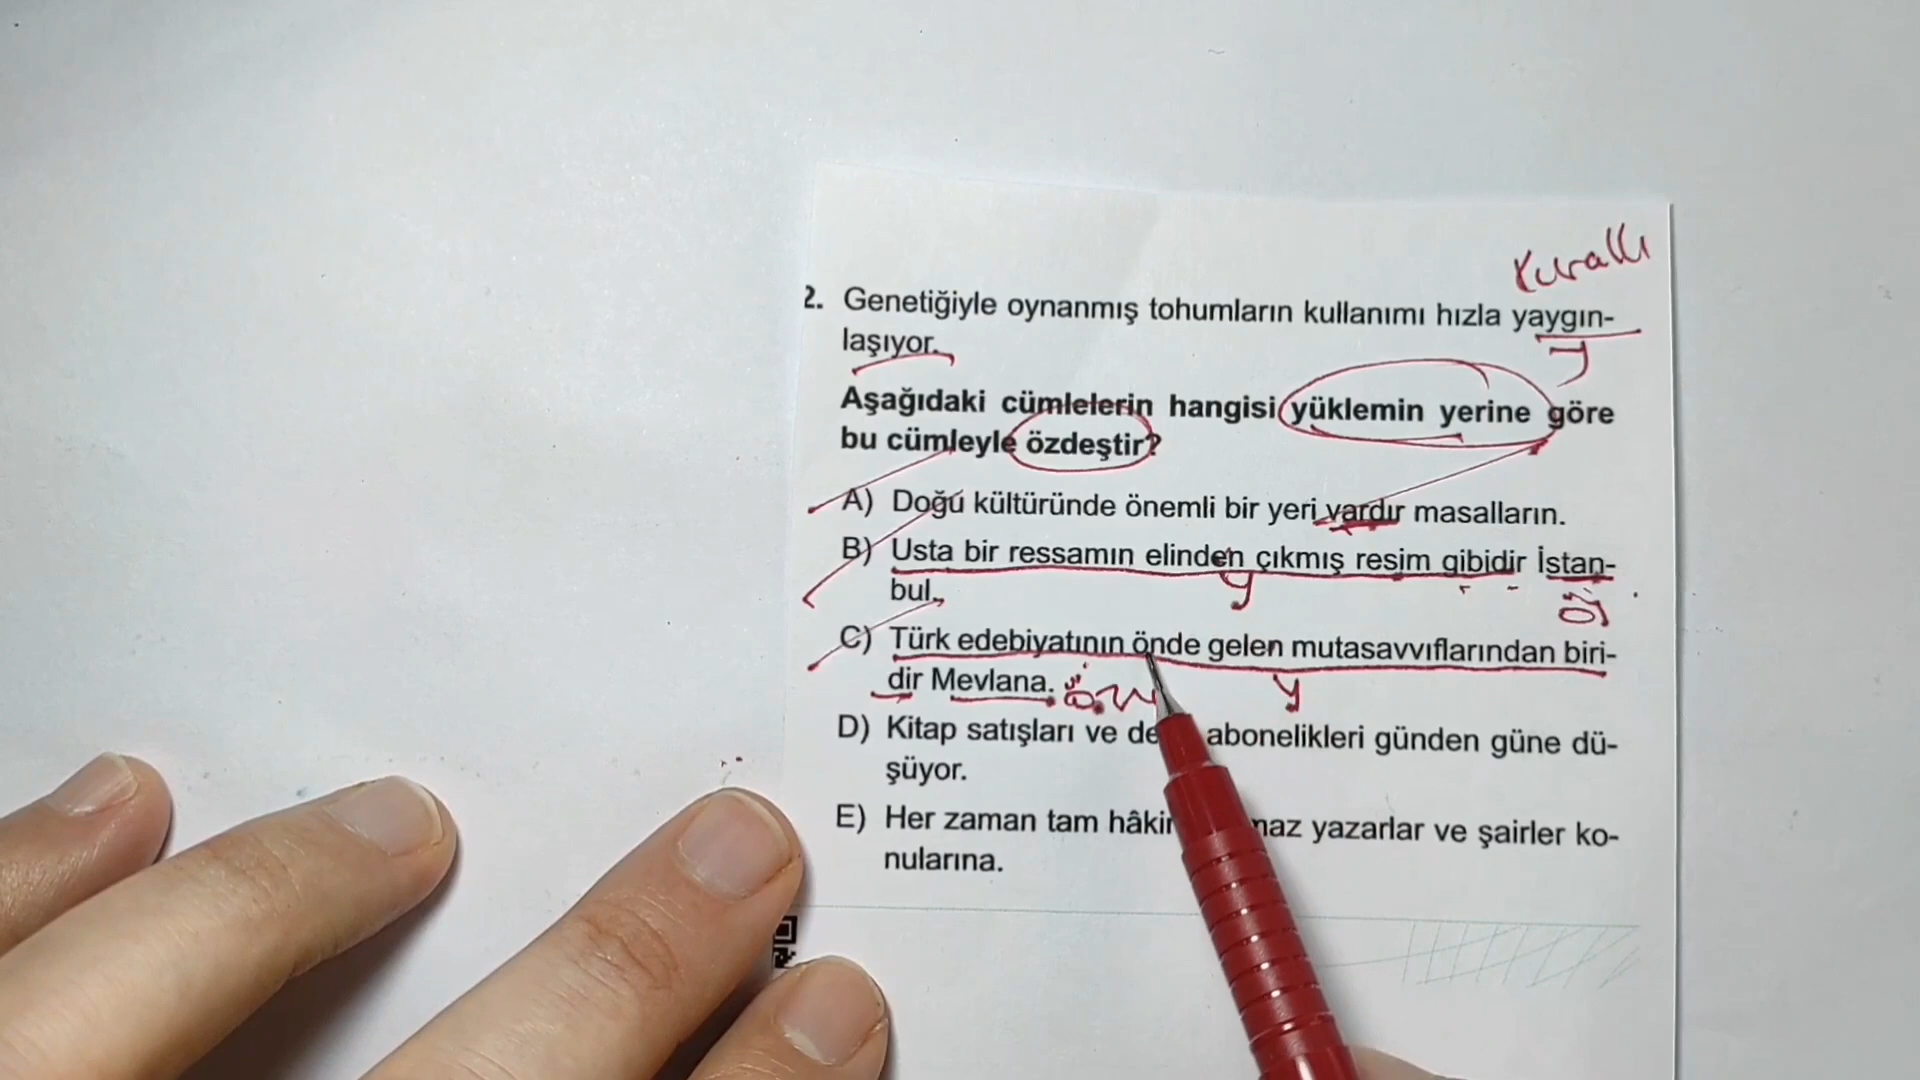 Kurallı
2. Genetiğiyle oynanmış tohumların kullanımı hızla yaygın-
laşıyor.
y
Aşağıdaki cümlelerin hangisi yüklemin yerine göre
bu cümleyle özdeştir?
A) Doğu kültüründe önemli bir yeri vardır masalların.
B) Usta bir ressamın elinden çıkmış resim gibidir İstan-
bul.
y
C) Türk edebiyatının önde gelen mutasavvıflarından biri-
dir Mevlana.
y
D) Kitap satışları ve abonelikleri günden güne dü-
şüyor.
E) Her zaman tam yazarlar ve şairler ko-
nularına.